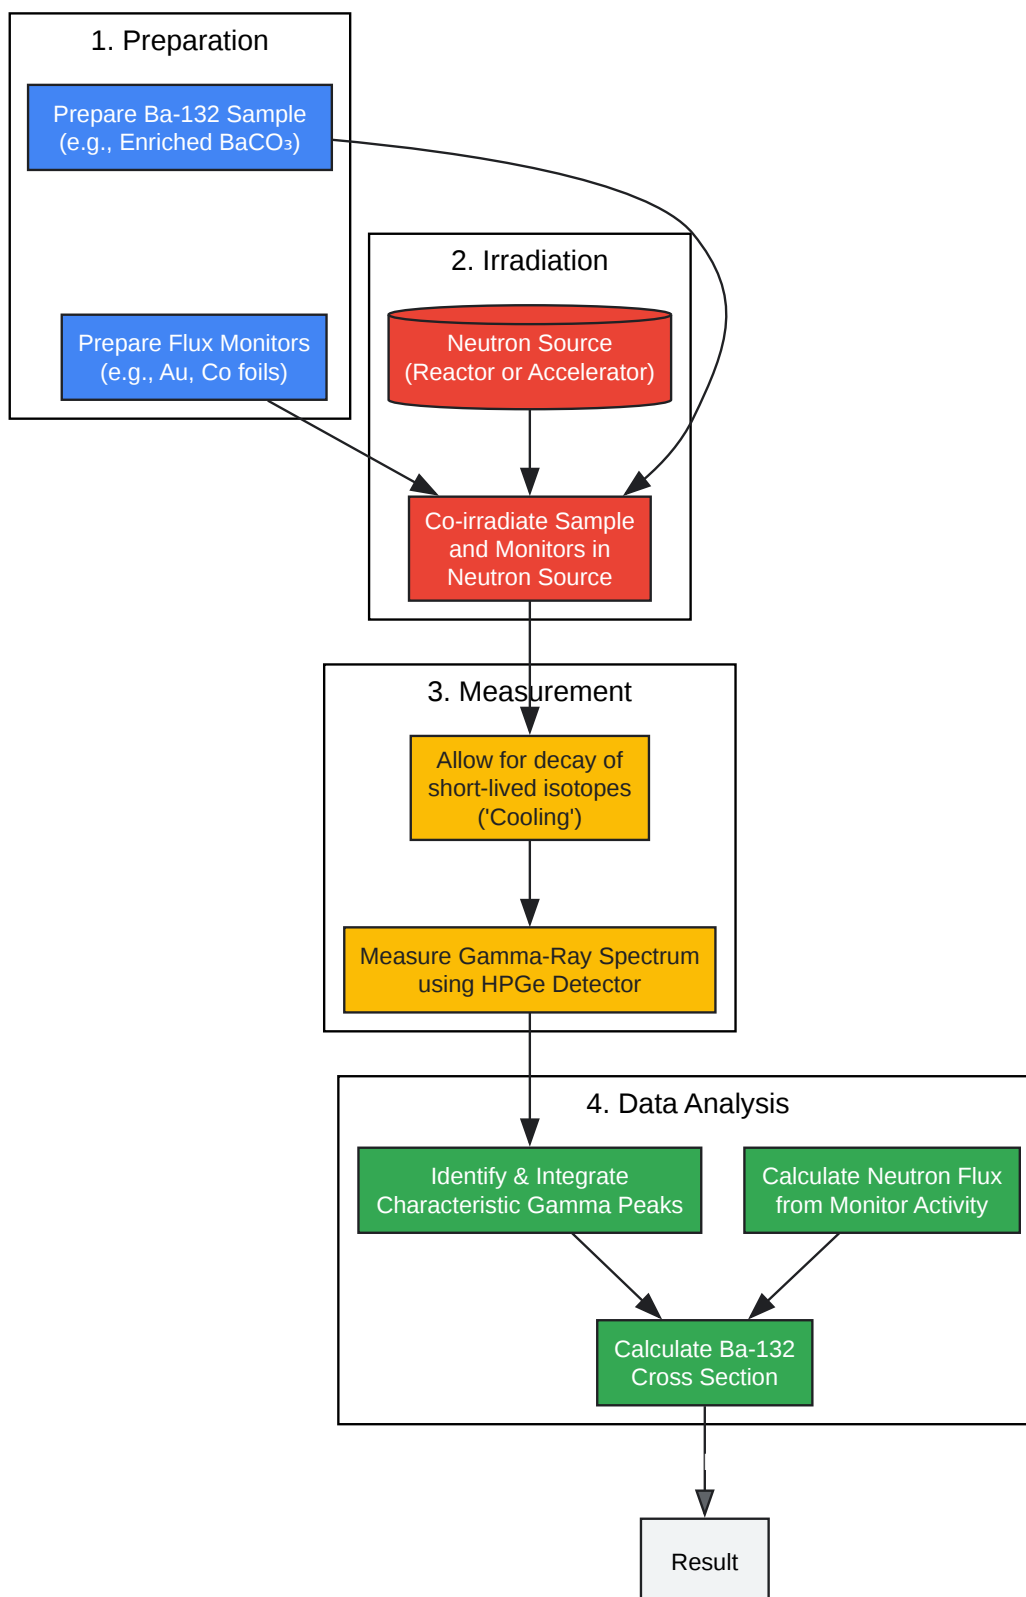 1. Preparation
Prepare Ba-132 Sample
(e.g., Enriched BaCO₃)
Prepare Flux Monitors
(e.g., Au, Co foils)
2. Irradiation
Neutron Source
(Reactor or Accelerator)
Co-irradiate Sample
and Monitors in
Neutron Source
3. Measurement
Allow for decay of
short-lived isotopes
('Cooling')
Measure Gamma-Ray Spectrum
using HPGe Detector
4. Data Analysis
Identify & Integrate
Characteristic Gamma Peaks
Calculate Neutron Flux
from Monitor Activity
Calculate Ba-132
Cross Section
Result